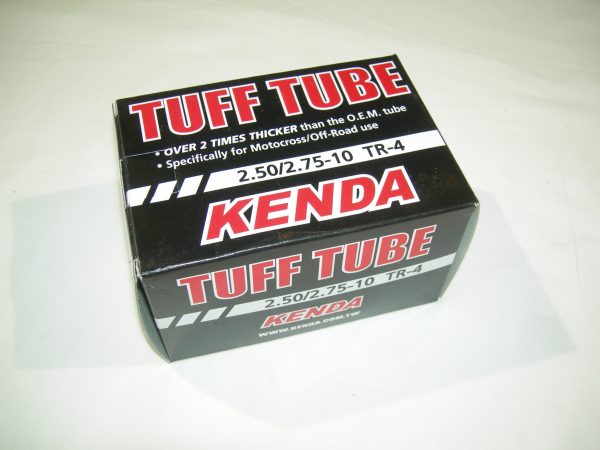 TUFF TUBE
• OVER 2 TIMES THICKER than the O.E.M. tube
• Specifically for Motocross/Off-Road use
2.50/2.75-10 TR-4
KENDA
TUFF TUBE
2.50/2.75-10 TR-4
KENDA
WWW.KENDA.COM.TW